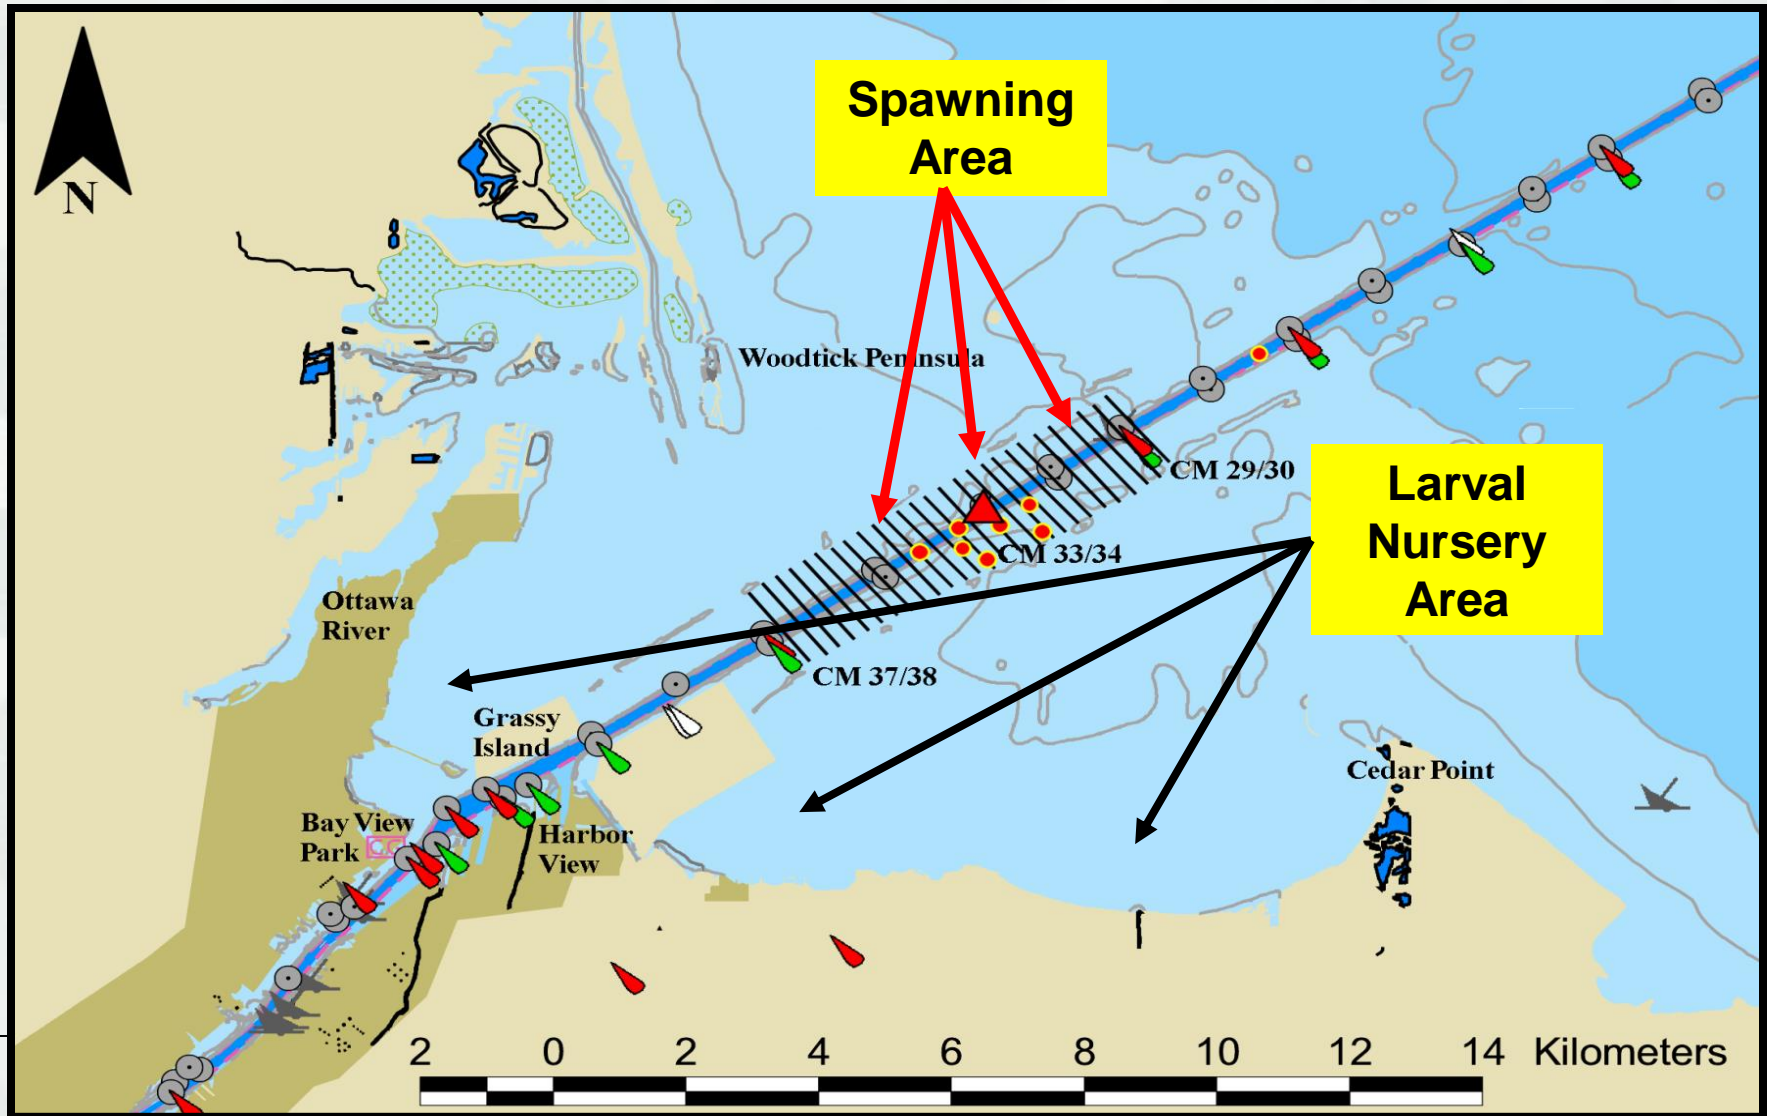 N
Spawning
Area
Woodtick Peninsula
CM 29/30
Larval
Nursery
Area
CM 33/34
Ottawa
River
CM 37/38
Grassy
Island
Cedar Point
Bay View
Park
Harbor
View
2 0 2 4 6 8 10 12 14 Kilometers